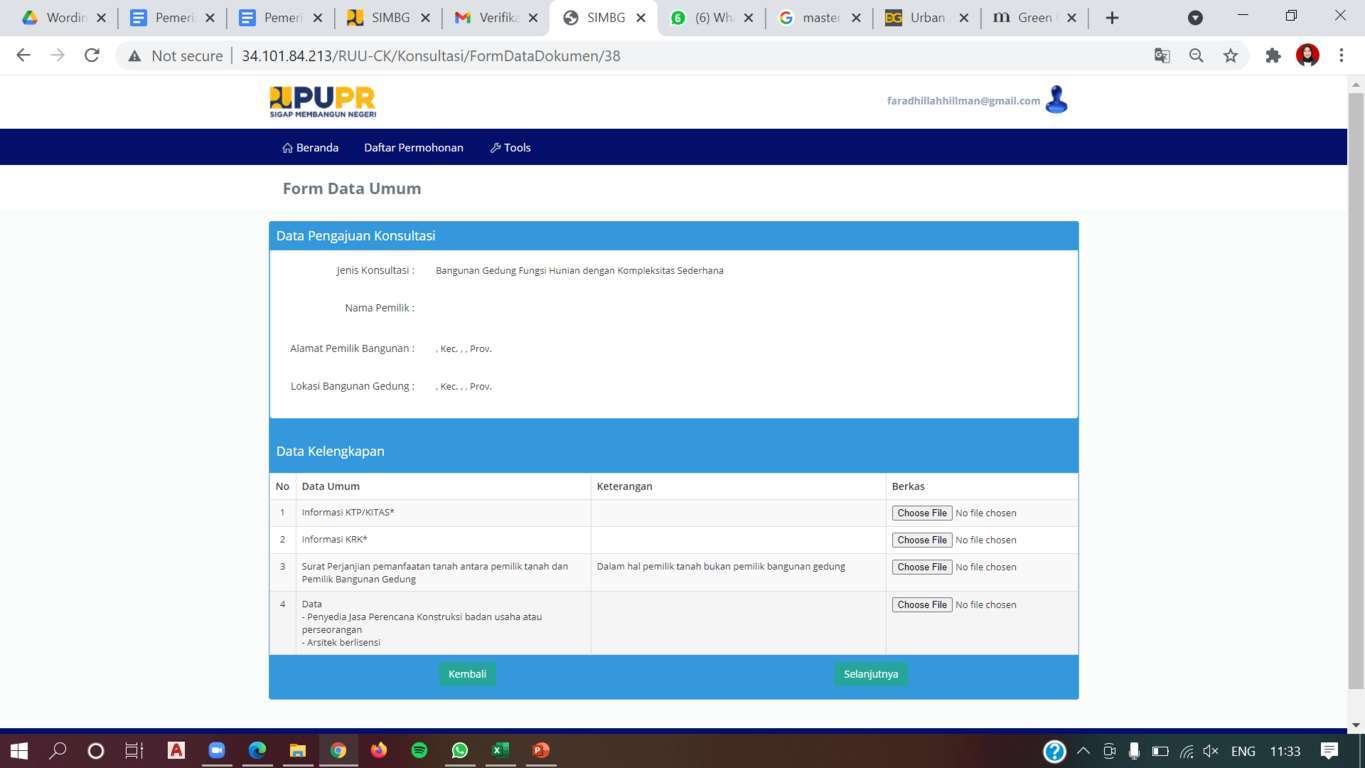 Wordin
Pemeri
Pemeri
SIMBG
Verifika
SIMBG
(6) Wh
master
Urban
Green
Not secure
34.101.84.213/RUU-CK/Konsultasi/FormDataDokumen/38
PUPR
SIGAP MEMBANGUN NEGERI
faradhillahhillman@gmail.com
Beranda Daftar Permohonan Tools
Form Data Umum
Data Pengajuan Konsultasi
Jenis Konsultasi : Bangunan Gedung Fungsi Hunian dengan Kompleksitas Sederhana
Nama Pemilik :
Alamat Pemilik Bangunan : , Kec. , , Prov.
Lokasi Bangunan Gedung : , Kec. , , Prov.
Data Kelengkapan
No Data Umum Keterangan Berkas
1 Informasi KTP/KITAS* Choose File No file chosen
2 Informasi KRK* Choose File No file chosen
3 Surat Perjanjian pemanfaatan tanah antara pemilik tanah dan Dalam hal pemilik tanah bukan pemilik bangunan gedung Choose File No file chosen
Pemilik Bangunan Gedung
4 Data Choose File No file chosen
- Penyedia Jasa Perencana Konstruksi badan usaha atau
perseorangan
- Arsitek berlisensi
Kembali Selanjutnya
ENG 11:33